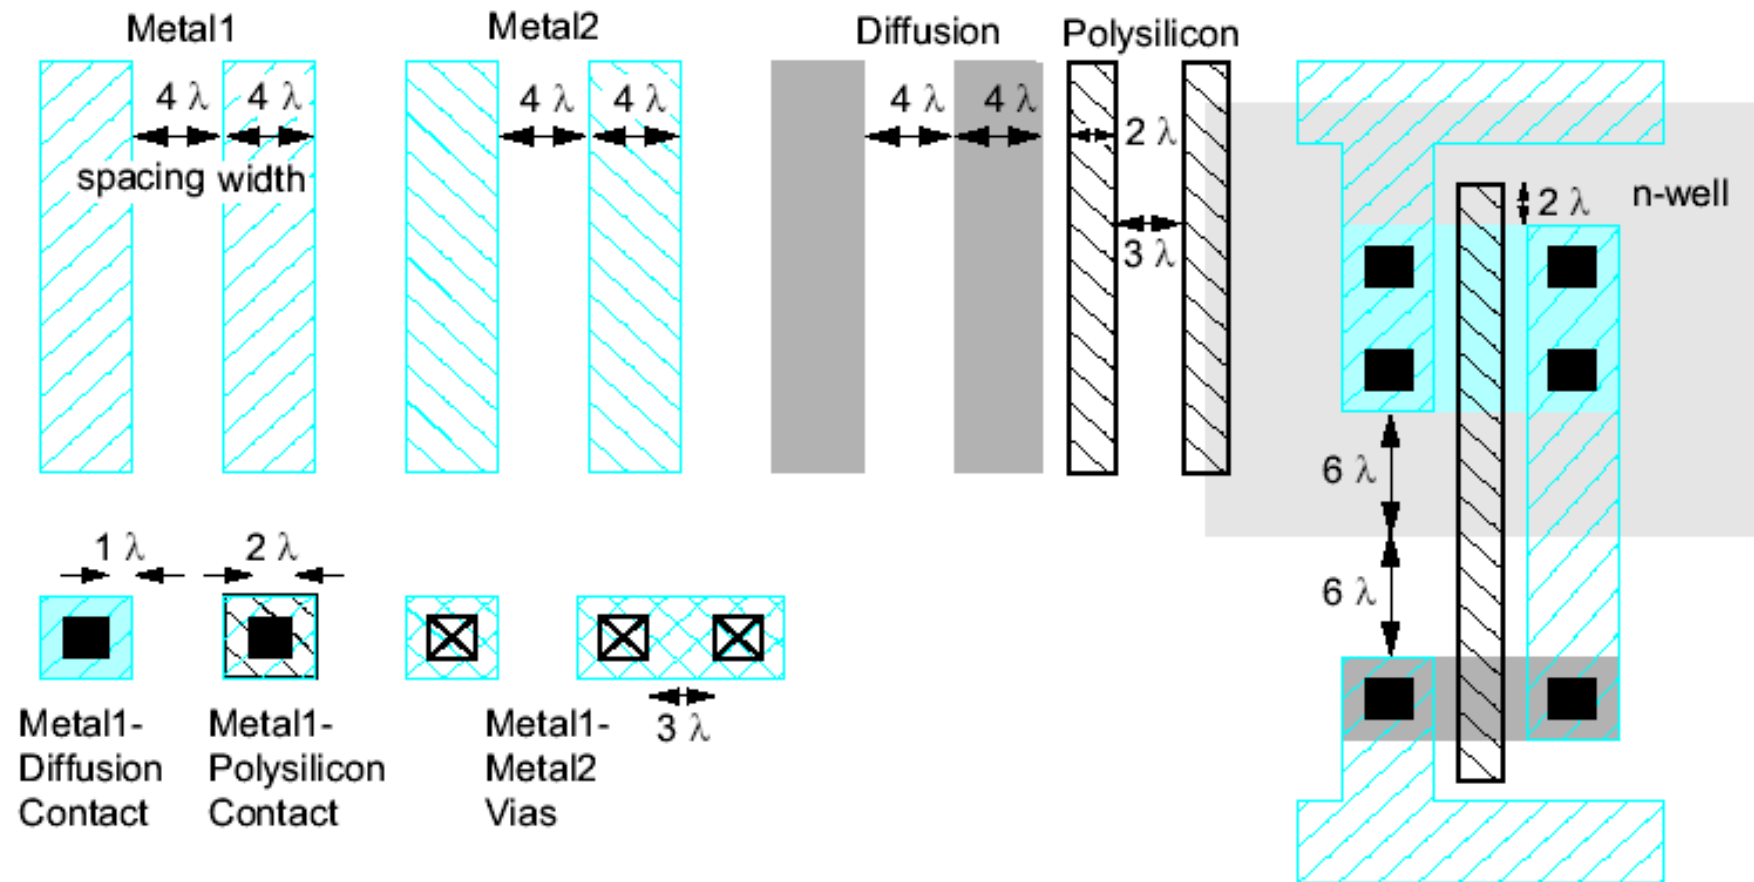 Metal1
Metal2
Diffusion
Polysilicon
4 λ
4 λ
4 λ
4 λ
4 λ
4 λ
2 λ
spacing
width
3 λ
2 λ
n-well
6 λ
6 λ
1 λ
2 λ
3 λ
Metal1-
Diffusion
Contact
Metal1-
Polysilicon
Contact
Metal1-
Metal2
Vias